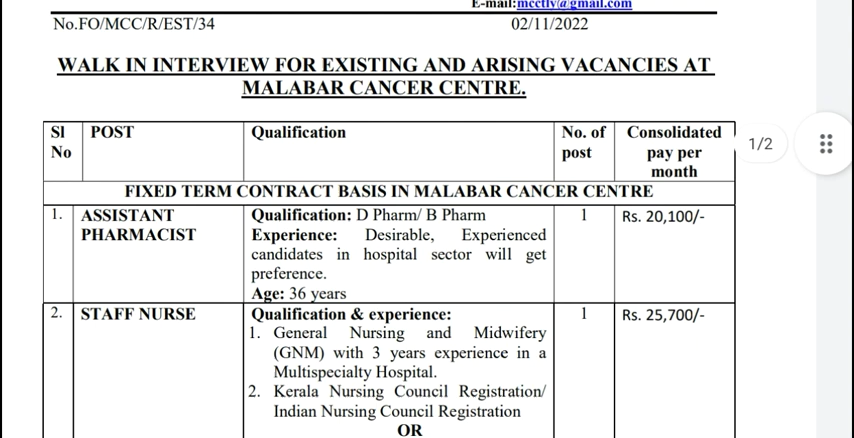 E-mail:mcctly@gmail.com
No.FO/MCC/R/EST/34 02/11/2022
WALK IN INTERVIEW FOR EXISTING AND ARISING VACANCIES AT
MALABAR CANCER CENTRE.
Sl No POST Qualification No. of post Consolidated pay per month
FIXED TERM CONTRACT BASIS IN MALABAR CANCER CENTRE
1. ASSISTANT PHARMACIST Qualification: D Pharm/ B Pharm 1 Rs. 20,100/-
Experience: Desirable, Experienced
candidates in hospital sector will get
preference.
Age: 36 years
2. STAFF NURSE Qualification & experience: 1 Rs. 25,700/-
1. General Nursing and Midwifery
(GNM) with 3 years experience in a
Multispecialty Hospital.
2. Kerala Nursing Council Registration/
Indian Nursing Council Registration
OR
1/2